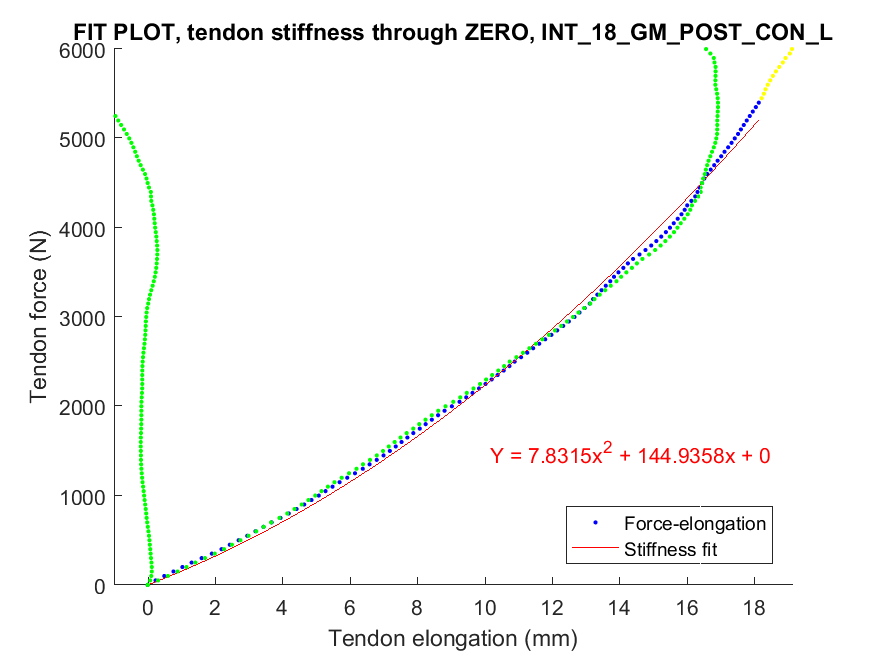 FIT PLOT, tendon stiffness through ZERO, INT_18_GM_POST_CON_L
6000
5000
4000
3000
2000
1000
0
Tendon force (N)
Y = 7.8315x² + 144.9358x + 0
Force-elongation
Stiffness fit
0 2 4 6 8 10 12 14 16 18
Tendon elongation (mm)